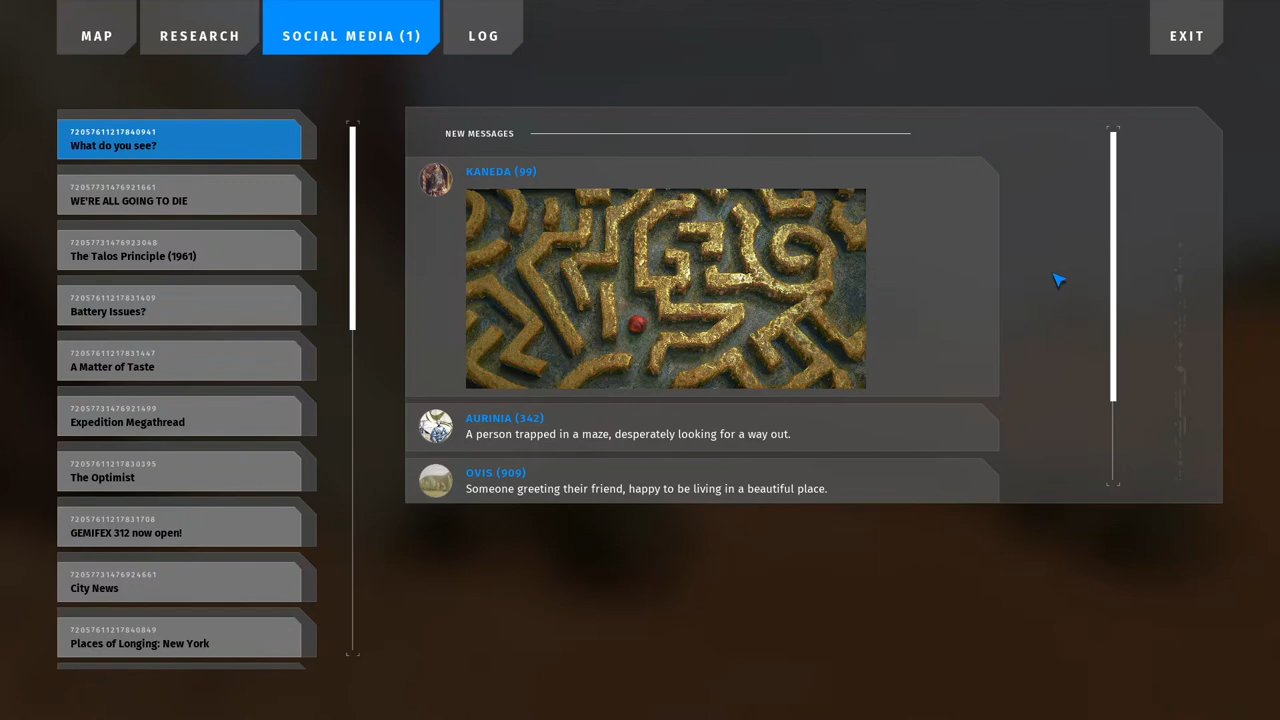 MAP
RESEARCH
SOCIAL MEDIA (1)
LOG
EXIT
72057611217840941
What do you see?
72057731476921661
WE'RE ALL GOING TO DIE
72057731476923048
The Talos Principle (1961)
72057611217831409
Battery Issues?
72057611217831447
A Matter of Taste
72057731476921499
Expedition Megathread
72057611217830395
The Optimist
72057611217831708
GEMIFEX 312 now open!
72057731476924661
City News
72057611217840849
Places of Longing: New York
NEW MESSAGES
KANEDA (99)
AURINIA (342)
A person trapped in a maze, desperately looking for a way out.
OVIS (909)
Someone greeting their friend, happy to be living in a beautiful place.